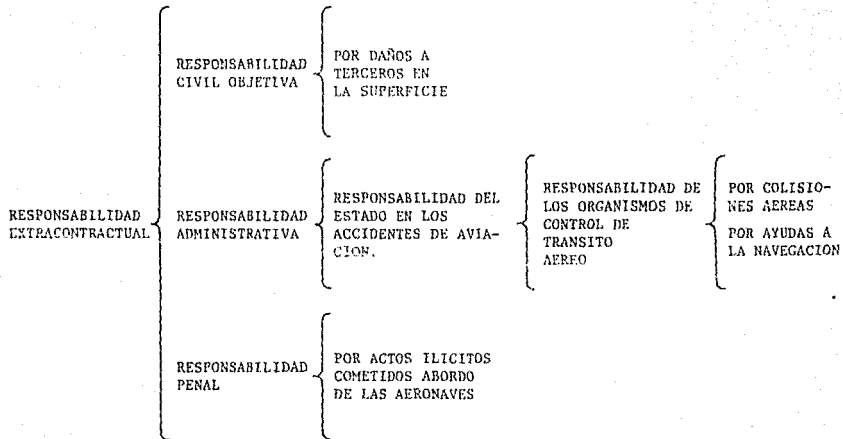 RESPONSABILIDAD
EXTRACONTRACTUAL
RESPONSABILIDAD
CIVIL OBJETIVA
POR DAÑOS A
TERCEROS EN
LA SUPERFICIE
RESPONSABILIDAD
ADMINISTRATIVA
RESPONSABILIDAD DEL
ESTADO EN LOS
ACCIDENTES DE AVIA-
CION.
RESPONSABILIDAD DE
LOS ORGANISMOS DE
CONTROL DE
TRANSITO
AEREO
POR COLISIO-
NES AEREAS
POR AYUDAS A
LA NAVEGACION
RESPONSABILIDAD
PENAL
POR ACTOS ILICITOS
COMETIDOS ABORDO
DE LAS AERONAVES